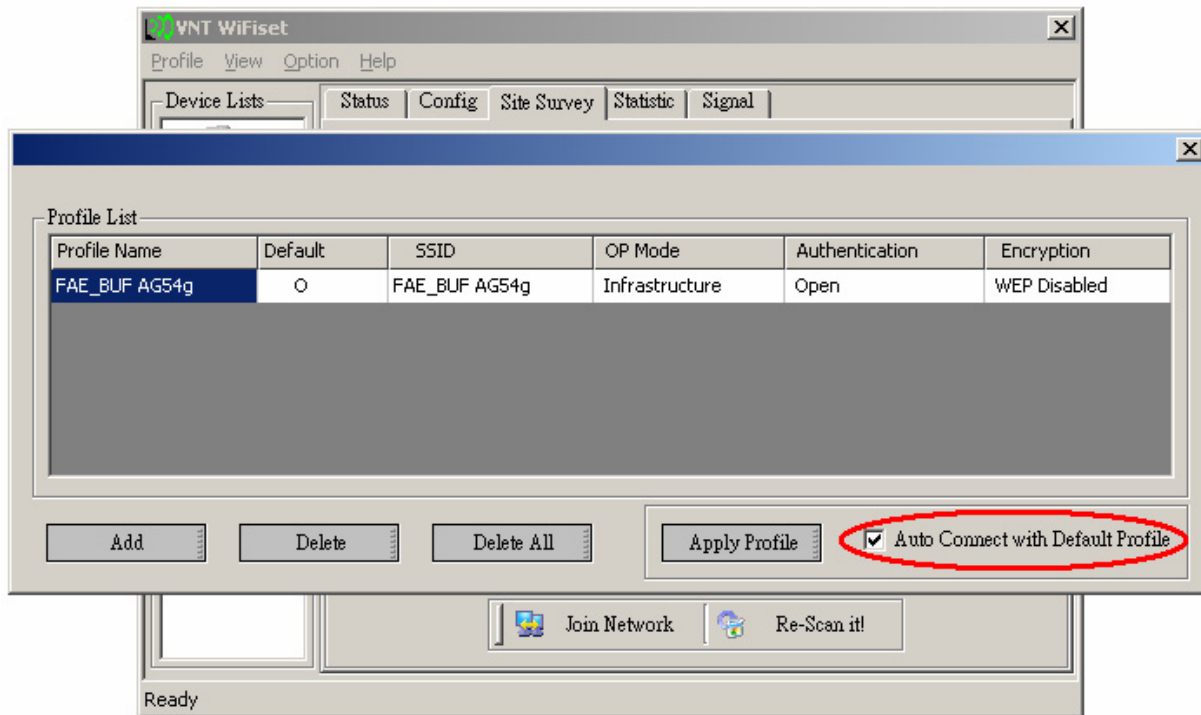 VNT WiFiset
Profile View Option Help
Device Lists
Status Config Site Survey Statistic Signal
Profile List
Profile Name Default SSID OP Mode Authentication Encryption
FAE_BUF AG54g O FAE_BUF AG54g Infrastructure Open WEP Disabled
Add Delete Delete All Apply Profile Auto Connect with Default Profile
Join Network Re-Scan it!
Ready